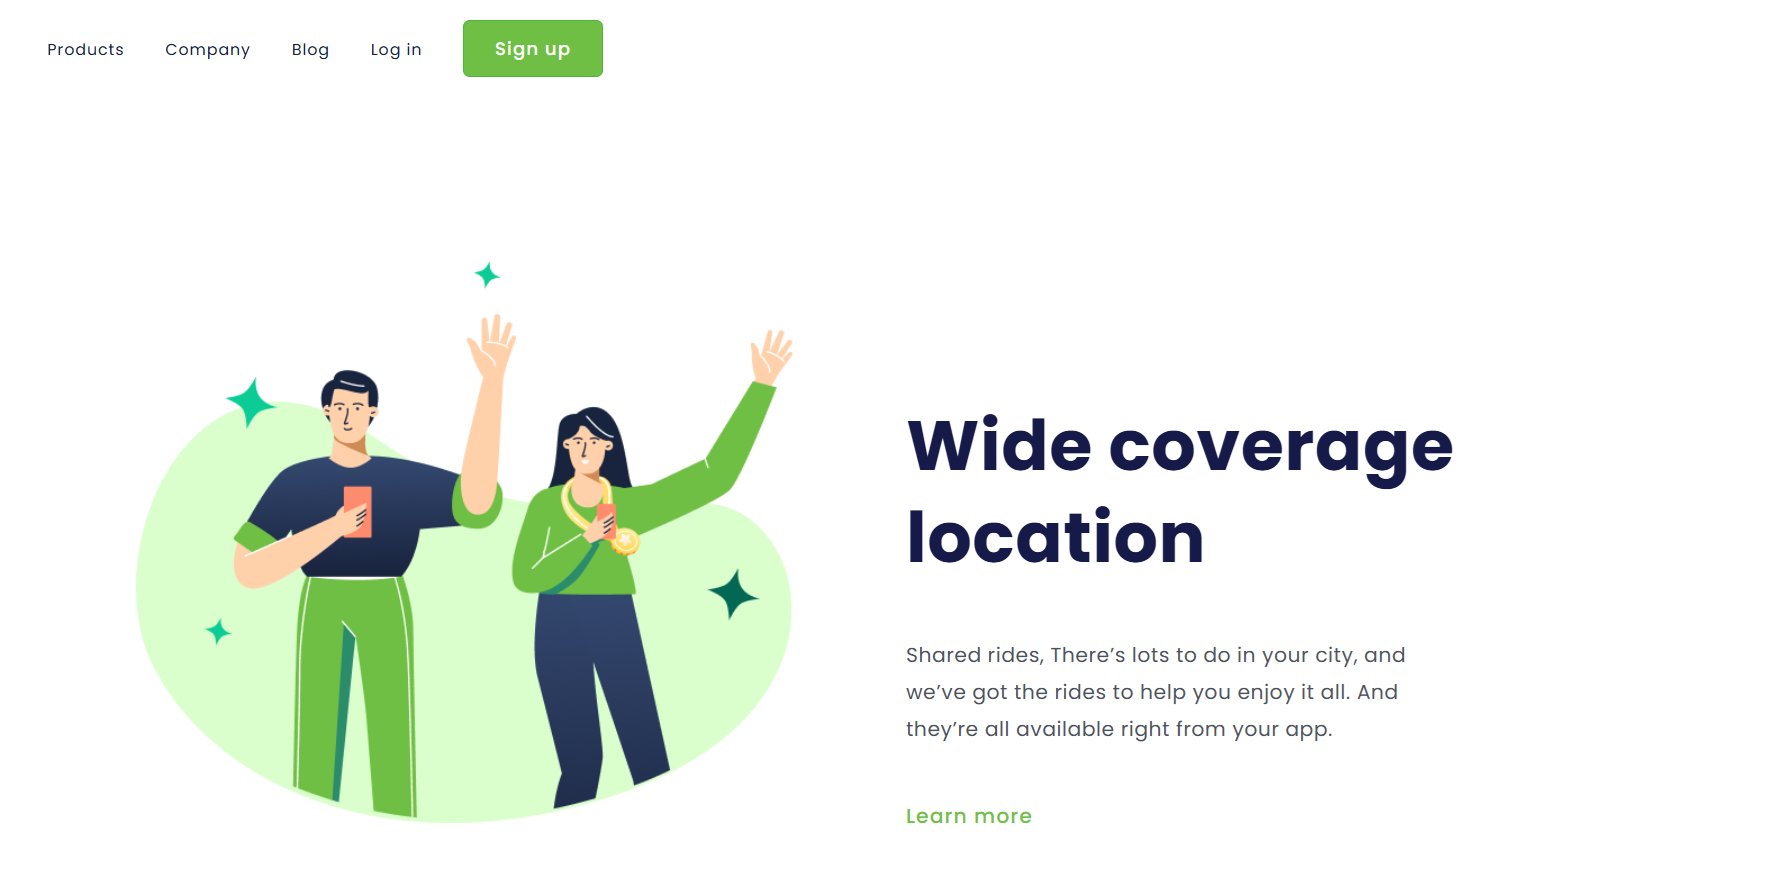 Products Company Blog Log in Sign up
Wide coverage
location
Shared rides, There’s lots to do in your city, and
we’ve got the rides to help you enjoy it all. And
they’re all available right from your app.
Learn more